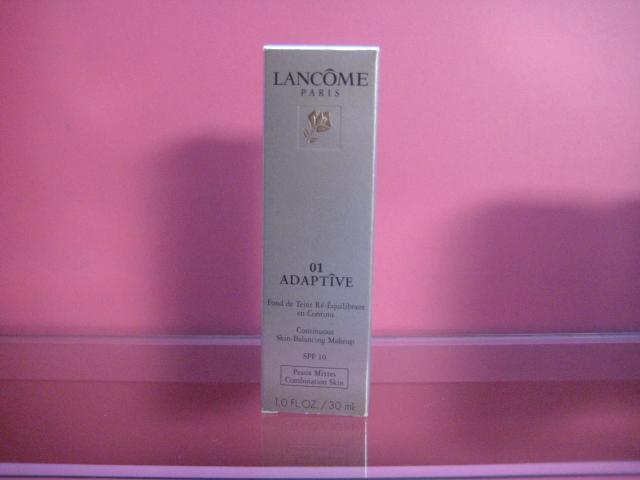 LANCÔME
PARIS
01
ADAPTÎVE
Fond de Teint Ré-Équilibrant
en Continu
Continuous
Skin-Balancing Makeup
SPF 10
Peaux Mixtes
Combination Skin
1.0 FL.OZ. / 30 ml